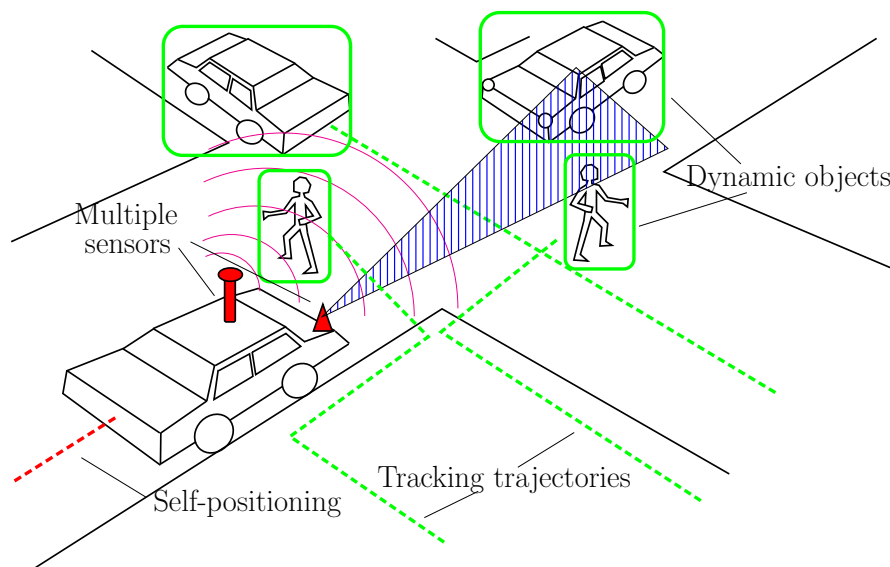 Dynamic objects
Multiple
sensors
Tracking trajectories
Self-positioning